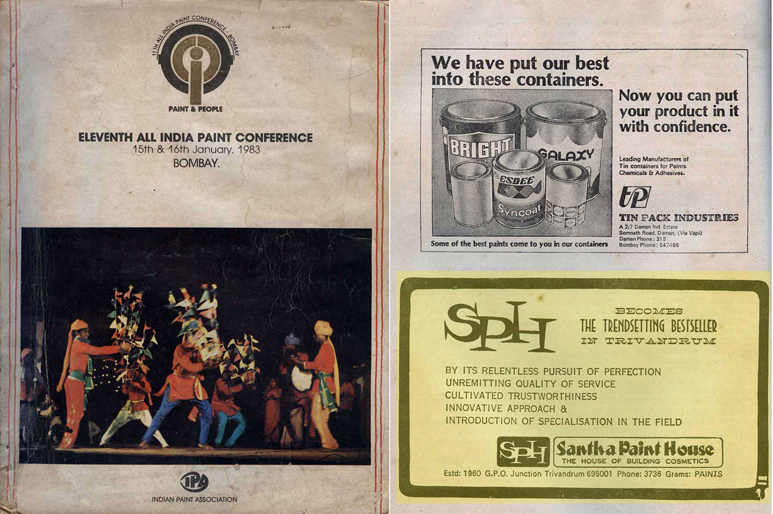 11TH ALL INDIA PAINT CONFERENCE - BOMBAY
PAINT & PEOPLE
ELEVENTH ALL INDIA PAINT CONFERENCE
15th & 16th January, 1983
BOMBAY.
IPA
INDIAN PAINT ASSOCIATION
We have put our best
into these containers.
BRIGHT
GALAXY
ESDEE
Syncoat
Some of the best paints come to you in our containers
Now you can put
your product in it
with confidence.
Leading Manufacturers of
Tin containers for Paints
Chemicals & Adhesives.
tp
TIN PACK INDUSTRIES
A 2/7 Daman Ind. Estate
Somnath Road, Daman, (Via Vapi)
Daman Phone: 313
Bombay Phone: 547486
SPH
BECOMES
THE TRENDSETTING BESTSELLER
IN TRIVANDRUM
BY ITS RELENTLESS PURSUIT OF PERFECTION
UNREMITTING QUALITY OF SERVICE
CULTIVATED TRUSTWORTHINESS
INNOVATIVE APPROACH &
INTRODUCTION OF SPECIALISATION IN THE FIELD
SPH
Santha Paint House
THE HOUSE OF BUILDING COSMETICS
Estd: 1960 G.P.O. Junction Trivandrum 695001 Phone: 3736 Grams: PAINTS